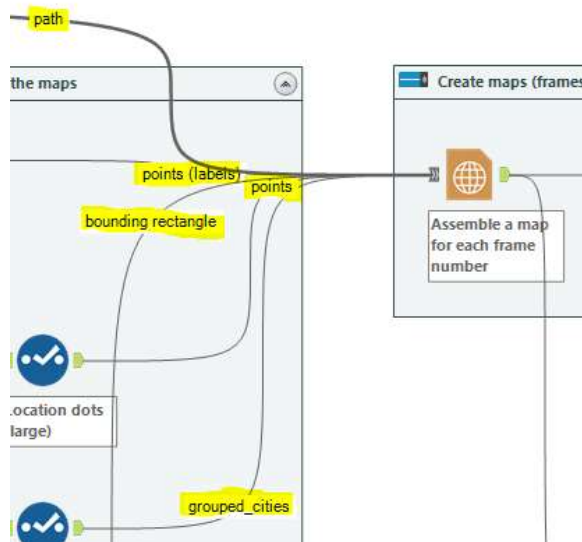 path
the maps
Create maps (frames
points (labels)
points
bounding rectangle
Assemble a map
for each frame
number
ocation dots
large)
grouped_cities